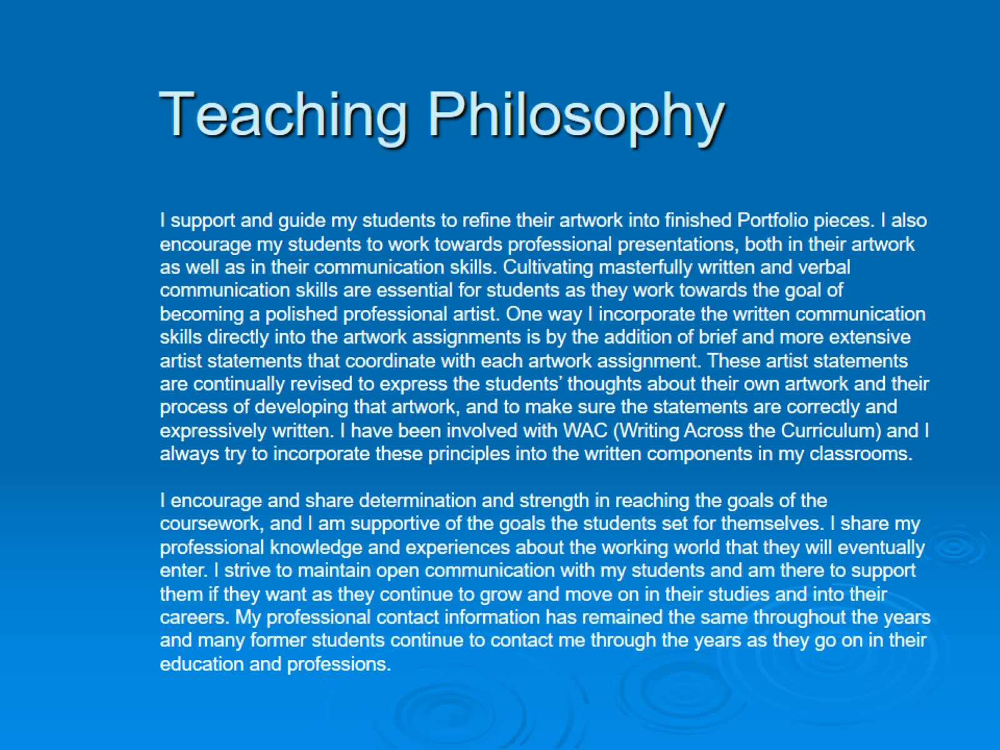 Teaching Philosophy
I support and guide my students to refine their artwork into finished Portfolio pieces. I also
encourage my students to work towards professional presentations, both in their artwork
as well as in their communication skills. Cultivating masterfully written and verbal
communication skills are essential for students as they work towards the goal of
becoming a polished professional artist. One way I incorporate the written communication
skills directly into the artwork assignments is by the addition of brief and more extensive
artist statements that coordinate with each artwork assignment. These artist statements
are continually revised to express the students’ thoughts about their own artwork and their
process of developing that artwork, and to make sure the statements are correctly and
expressively written. I have been involved with WAC (Writing Across the Curriculum) and I
always try to incorporate these principles into the written components in my classrooms.
I encourage and share determination and strength in reaching the goals of the
coursework, and I am supportive of the goals the students set for themselves. I share my
professional knowledge and experiences about the working world that they will eventually
enter. I strive to maintain open communication with my students and am there to support
them if they want as they continue to grow and move on in their studies and into their
careers. My professional contact information has remained the same throughout the years
and many former students continue to contact me through the years as they go on in their
education and professions.